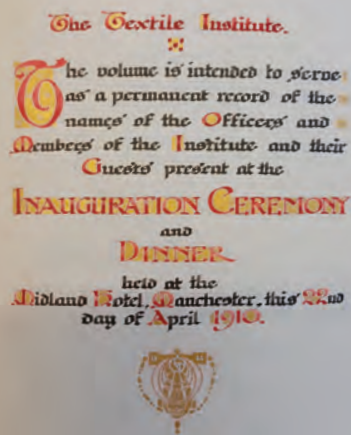 The Textile Institute.
The volume is intended to serve
as a permanent record of the
names of the Officers and
Members of the Institute and their
Guests present at the
INAUGURATION CEREMONY
and
DINNER
held at the
Midland Hotel, Manchester, this 22nd
day of April 1910.